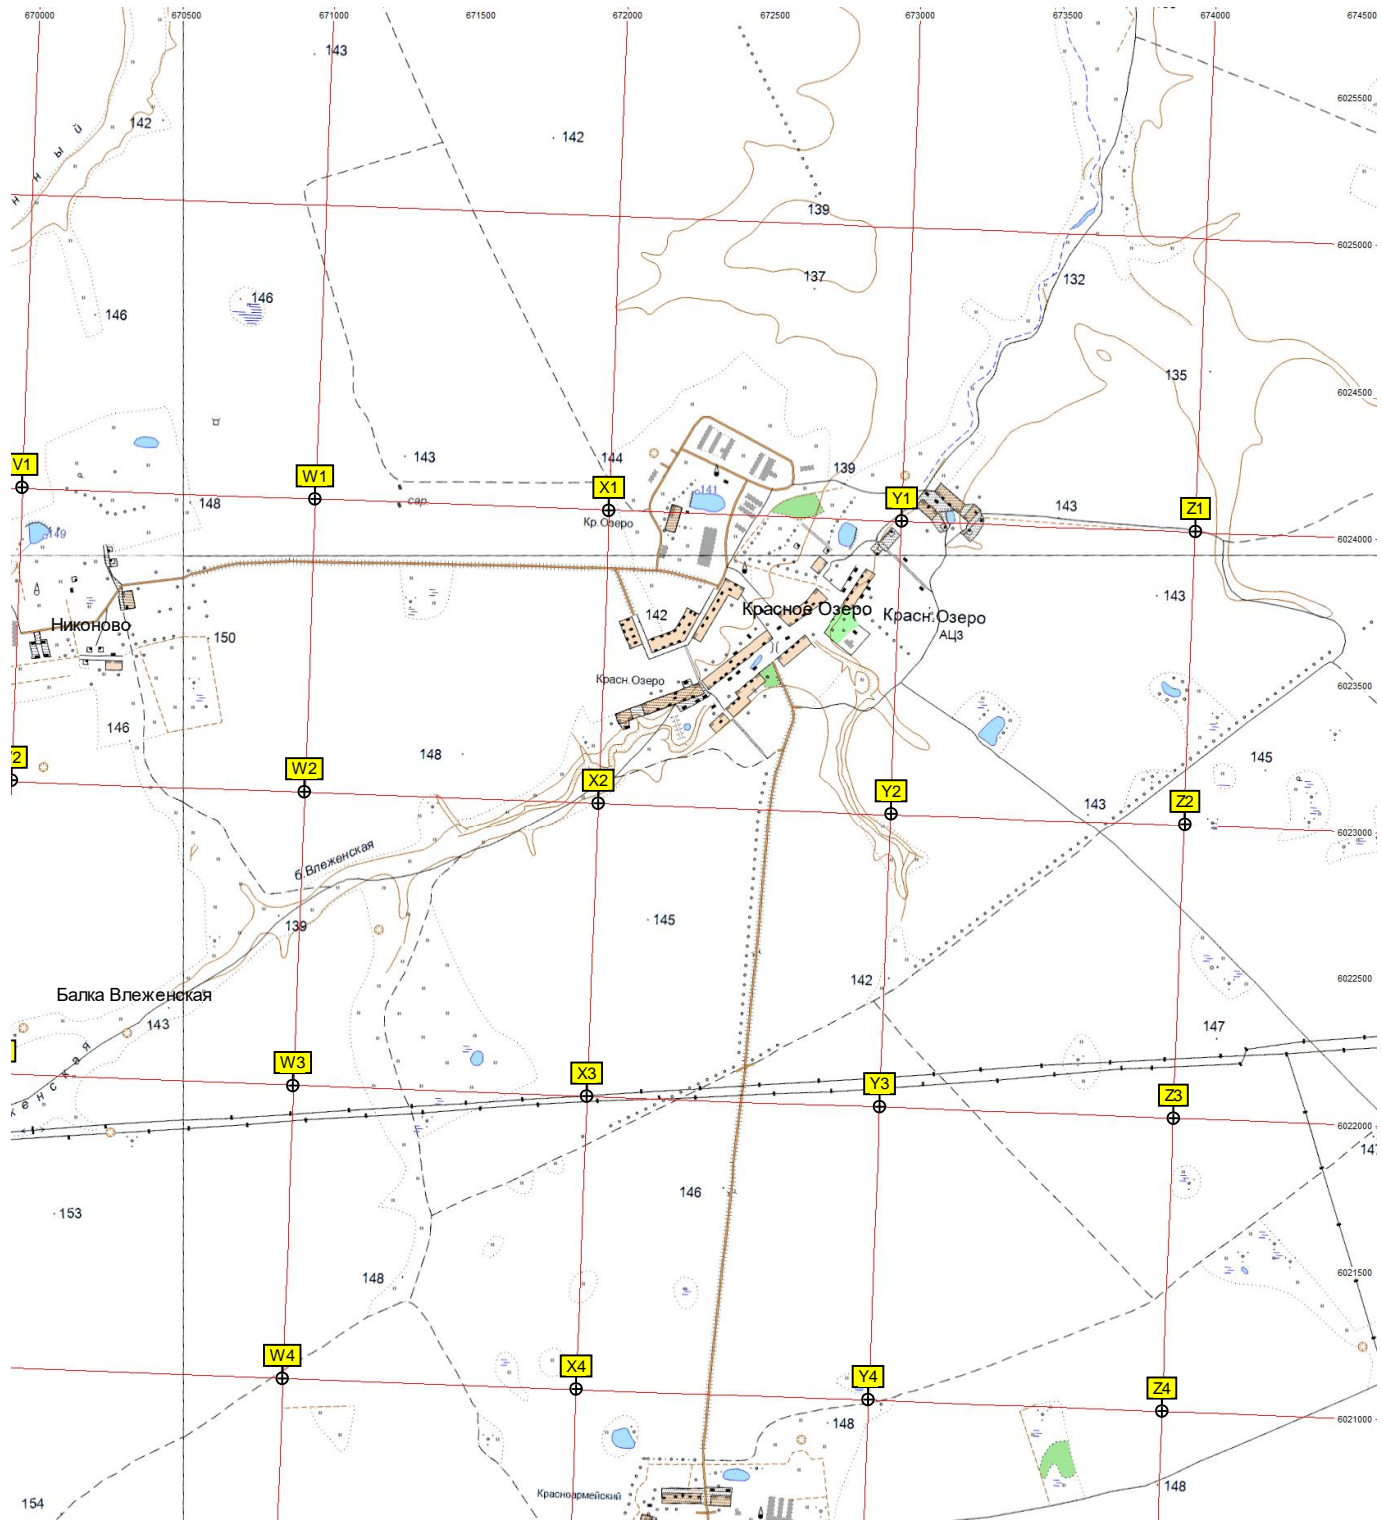 670000 670500 671000 671500 672000 672500 673000 673500 674000 674500
143
6025500
142
142
н н ы й
139
6025000
137
132
146
146
135
6024500
143
144
139
V1
W1
X1
141
148
сар.
Y1
143
Z1
Кр.Озеро
149
6024000
143
142
Красное Озеро
Красн.Озеро
АЦЗ
Никоново
150
Красн.Озеро
6023500
146
148
145
W2
X2
Y2
143
Z2
6023000
б.Влеженская
145
139
142
6022500
Балка Влеженская
143
147
W3
X3
Y3
Z3
к е н с к а я
6022000
147
146
153
148
6021500
W4
X4
Y4
Z4
148
6021000
148
Красноармейский
154